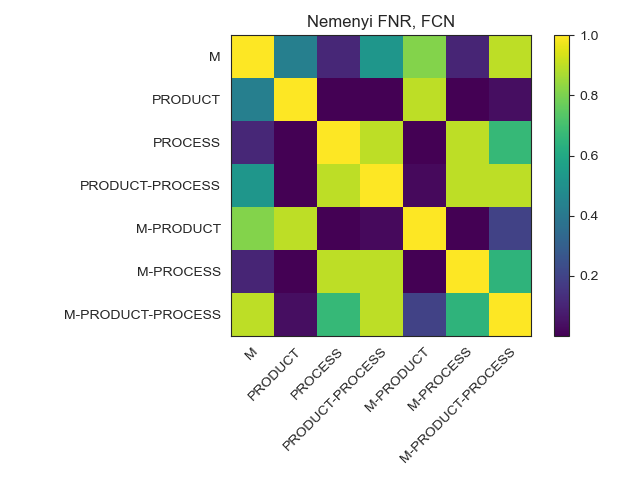 Nemenyi FNR, FCN
M
PRODUCT
PROCESS
PRODUCT-PROCESS
M-PRODUCT
M-PROCESS
M-PRODUCT-PROCESS
M
PRODUCT
PROCESS
PRODUCT-PROCESS
M-PRODUCT
M-PROCESS
M-PRODUCT-PROCESS
1.0
0.8
0.6
0.4
0.2